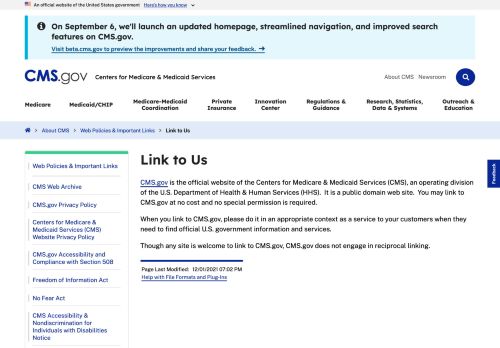 An official website of the United States government Here's how you know
On September 6, we'll launch an updated homepage, streamlined navigation, and improved search
features on CMS.gov.
Visit beta.cms.gov to preview the improvements and share your feedback. →
CMS.gov Centers for Medicare & Medicaid Services
About CMS Newsroom
Medicare
Medicaid/CHIP
Medicare-Medicaid
Coordination
Private
Insurance
Innovation
Center
Regulations &
Guidance
Research, Statistics,
Data & Systems
Outreach &
Education
About CMS > Web Policies & Important Links > Link to Us
Web Policies & Important Links
CMS Web Archive
CMS.gov Privacy Policy
Centers for Medicare &
Medicaid Services (CMS)
Website Privacy Policy
CMS.gov Accessibility and
Compliance with Section 508
Freedom of Information Act
No Fear Act
CMS Accessibility &
Nondiscrimination for
Individuals with Disabilities
Notice
Link to Us
CMS.gov is the official website of the Centers for Medicare & Medicaid Services (CMS), an operating division
of the U.S. Department of Health & Human Services (HHS). It is a public domain web site. You may link to
CMS.gov at no cost and no special permission is required.
When you link to CMS.gov, please do it in an appropriate context as a service to your customers when they
need to find official U.S. government information and services.
Though any site is welcome to link to CMS.gov, CMS.gov does not engage in reciprocal linking.
Page Last Modified: 12/01/2021 07:02 PM
Help with File Formats and Plug-Ins
Feedback